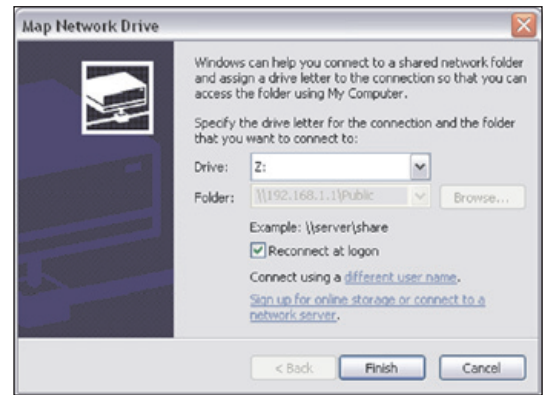 Map Network Drive
Windows can help you connect to a shared network folder
and assign a drive letter to the connection so that you can
access the folder using My Computer.
Specify the drive letter for the connection and the folder
that you want to connect to:
Drive: Z:
Folder: \\192.168.1.1\Public Browse...
Example: \\server\share
Reconnect at logon
Connect using a different user name.
Sign up for online storage or connect to a
network server.
< Back Finish Cancel